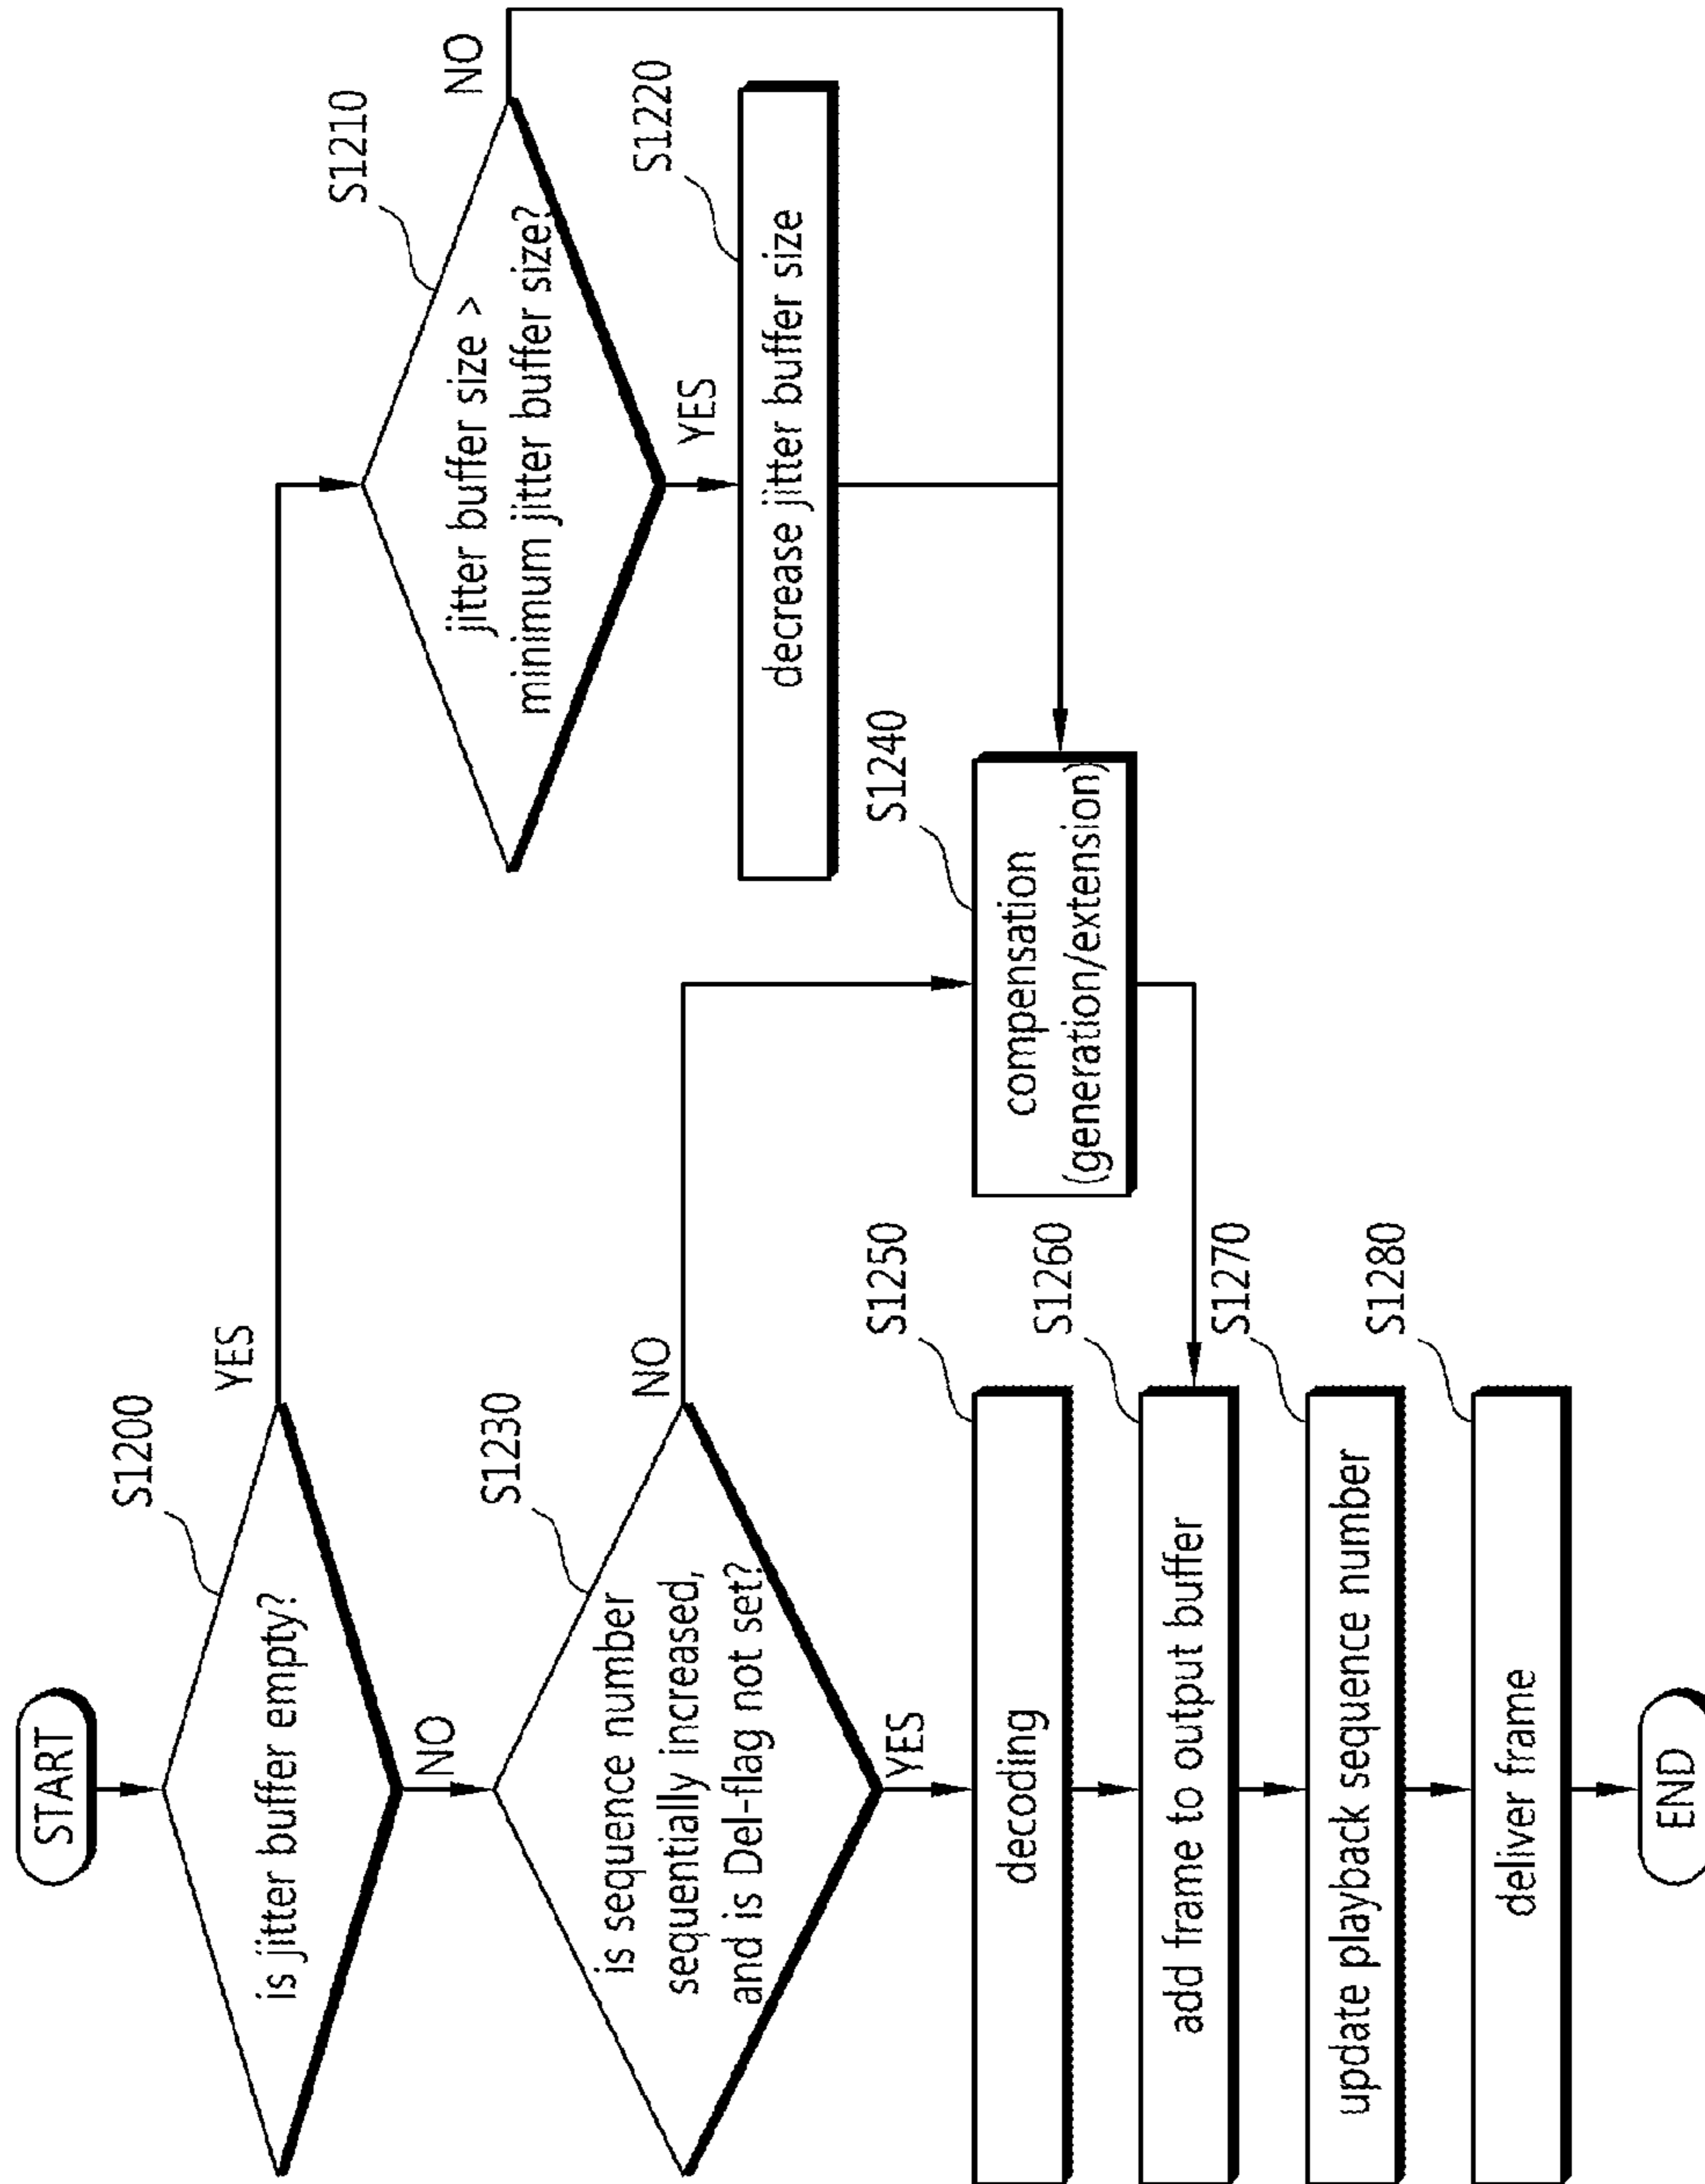 START
S1200
is jitter buffer empty?
YES
NO
S1210
jitter buffer size >
minimum jitter buffer size?
NO
YES
S1220
decrease jitter buffer size
S1230
is sequence number
sequentially increased,
and is Del-flag not set?
NO
YES
S1240
compensation
(generation/extension)
S1250
decoding
S1260
add frame to output buffer
S1270
update playback sequence number
S1280
deliver frame
END